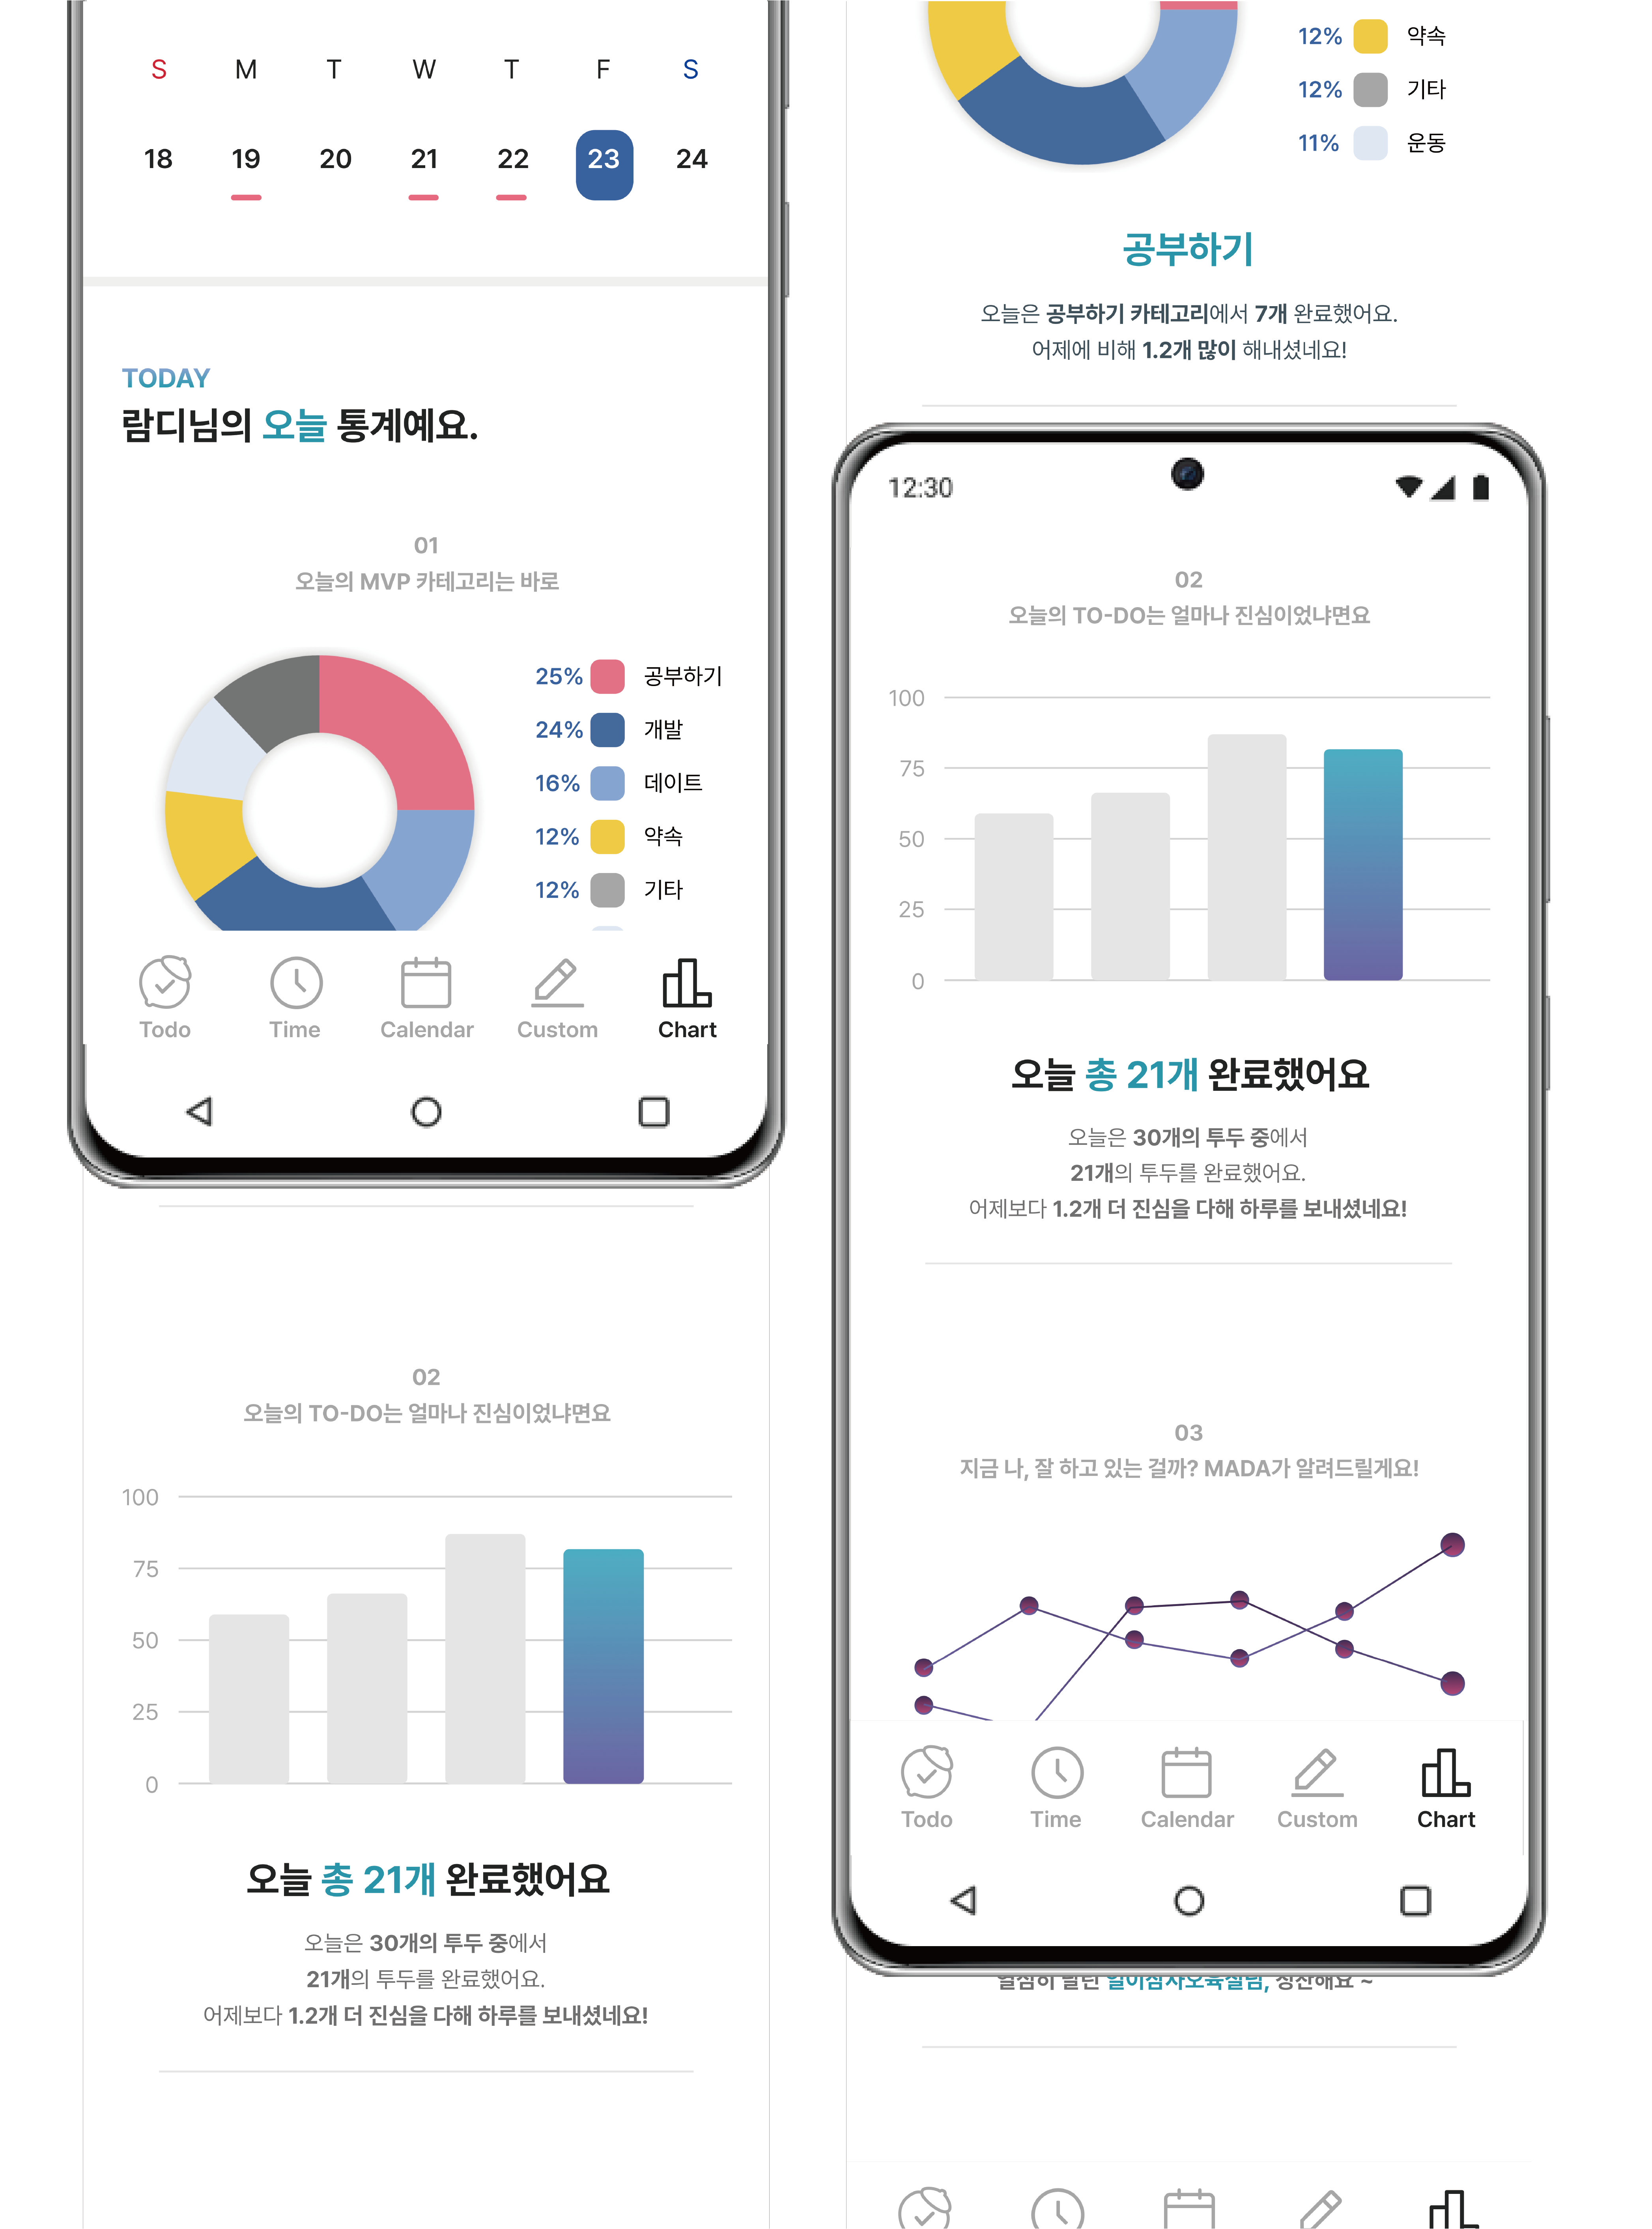 S M T W T F S
18 19 20 21 22 23 24
TODAY
람디님의 오늘 통계예요.
01
오늘의 MVP 카테고리는 바로
25% 공부하기
24% 개발
16% 데이트
12% 약속
12% 기타
Todo Time Calendar Custom Chart
02
오늘의 TO-DO는 얼마나 진심이었냐면요
100
75
50
25
0
오늘 총 21개 완료했어요
오늘은 30개의 투두 중에서
21개의 투두를 완료했어요.
어제보다 1.2개 더 진심을 다해 하루를 보내셨네요!
12% 약속
12% 기타
11% 운동
공부하기
오늘은 공부하기 카테고리에서 7개 완료했어요.
어제에 비해 1.2개 많이 해내셨네요!
12:30
02
오늘의 TO-DO는 얼마나 진심이었냐면요
100
75
50
25
0
오늘 총 21개 완료했어요
오늘은 30개의 투두 중에서
21개의 투두를 완료했어요.
어제보다 1.2개 더 진심을 다해 하루를 보내셨네요!
03
지금 나, 잘 하고 있는 걸까? MADA가 알려드릴게요!
Todo Time Calendar Custom Chart